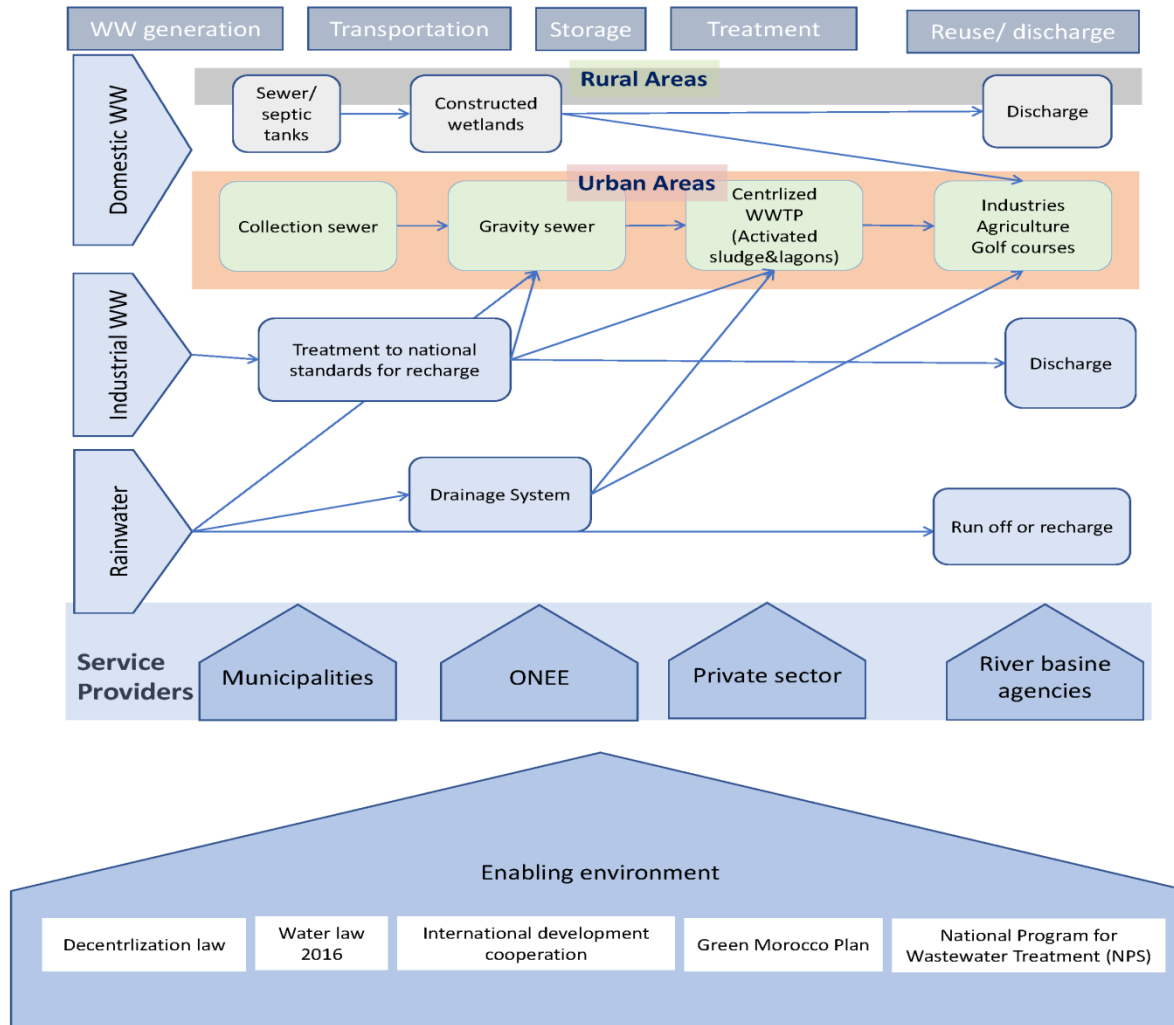 WW generation
Transportation
Storage
Treatment
Reuse/ discharge
Domestic WW
Rural Areas
Sewer/
septic
tanks
Constructed
wetlands
Discharge
Urban Areas
Collection sewer
Gravity sewer
Centrlized
WWTP
(Activated
sludge&lagons)
Industries
Agriculture
Golf courses
Industrial WW
Treatment to national
standards for recharge
Discharge
Rainwater
Drainage System
Run off or recharge
Service
Providers
Municipalities
ONEE
Private sector
River basine
agencies
Enabling environment
Decentrlization law
Water law
2016
International development
cooperation
Green Morocco Plan
National Program for
Wastewater Treatment (NPS)